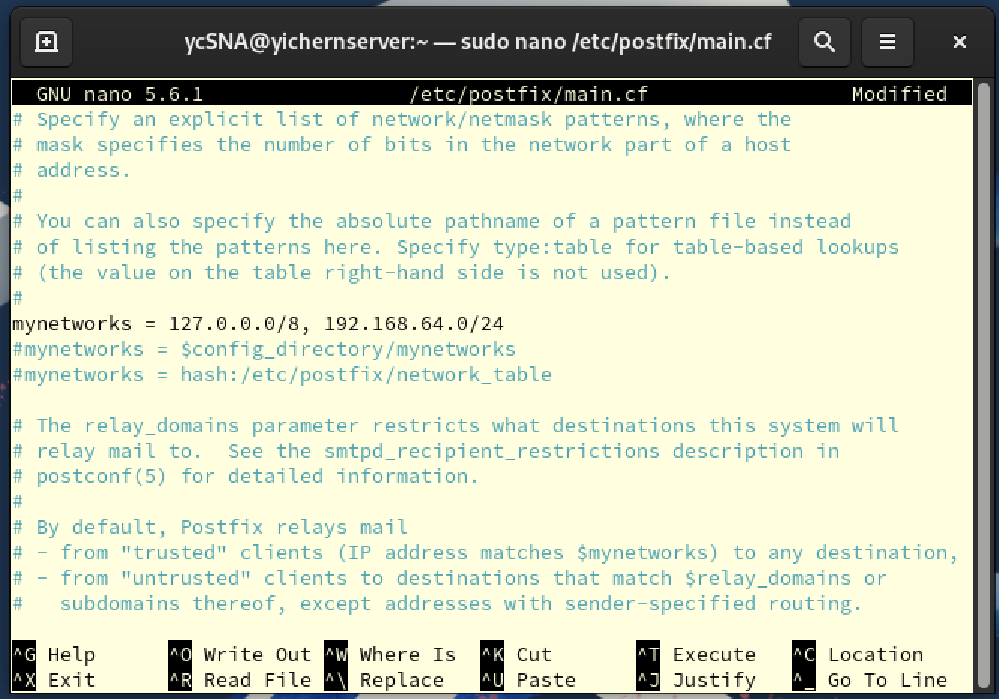 ycSNA@yichernserver:~ — sudo nano /etc/postfix/main.cf
GNU nano 5.6.1 /etc/postfix/main.cf Modified
# Specify an explicit list of network/netmask patterns, where the
# mask specifies the number of bits in the network part of a host
# address.
#
# You can also specify the absolute pathname of a pattern file instead
# of listing the patterns here. Specify type:table for table-based lookups
# (the value on the table right-hand side is not used).
#
mynetworks = 127.0.0.0/8, 192.168.64.0/24
#mynetworks = $config_directory/mynetworks
#mynetworks = hash:/etc/postfix/network_table
# The relay_domains parameter restricts what destinations this system will
# relay mail to.  See the smtpd_recipient_restrictions description in
# postconf(5) for detailed information.
#
# By default, Postfix relays mail
# - from "trusted" clients (IP address matches $mynetworks) to any destination,
# - from "untrusted" clients to destinations that match $relay_domains or
#   subdomains thereof, except addresses with sender-specified routing.
^G Help ^O Write Out ^W Where Is ^K Cut ^T Execute ^C Location
^X Exit ^R Read File ^\ Replace ^U Paste ^J Justify ^_ Go To Line